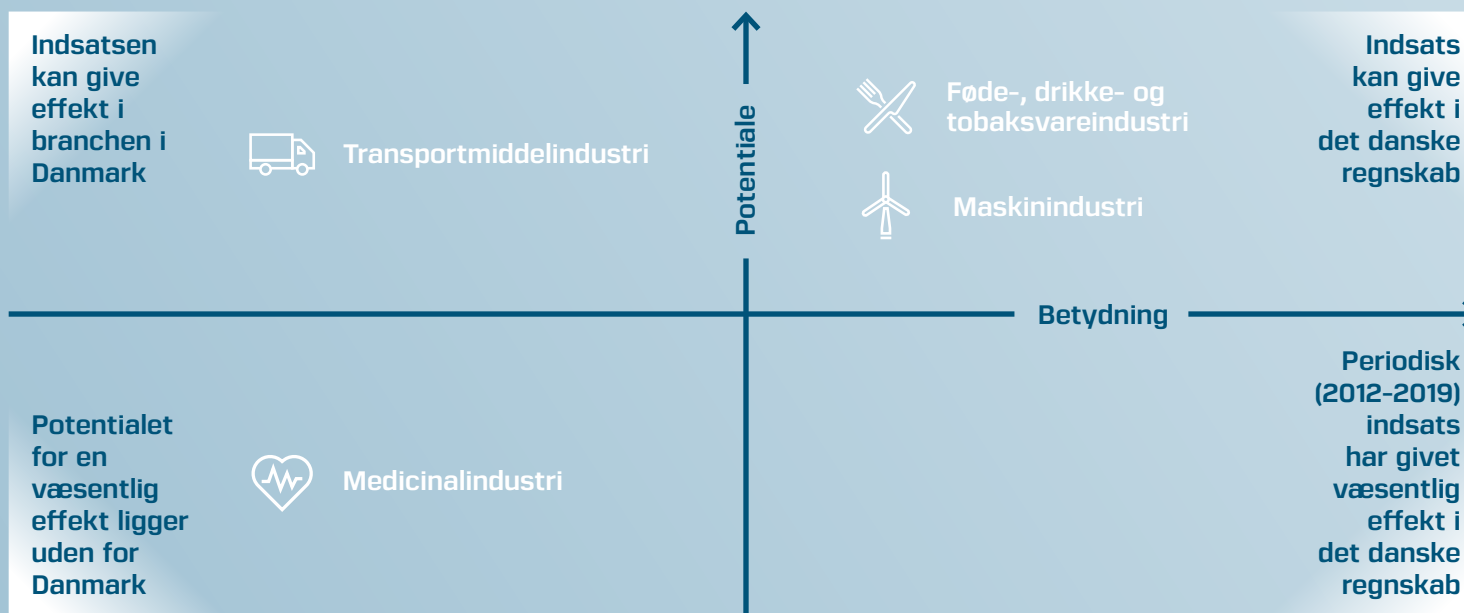 Indsatsen
kan give
effekt i
branchen i
Danmark
Transportmiddelindustri
Potentiale
Føde-, drikke- og
tobaksvareindustri
Maskinindustri
Indsats
kan give
effekt i
det danske
regnskab
Betydning
Potentialet
for en
væsentlig
effekt ligger
uden for
Danmark
Medicinalindustri
Periodisk
(2012-2019)
indsats
har givet
væsentlig
effekt i
det danske
regnskab